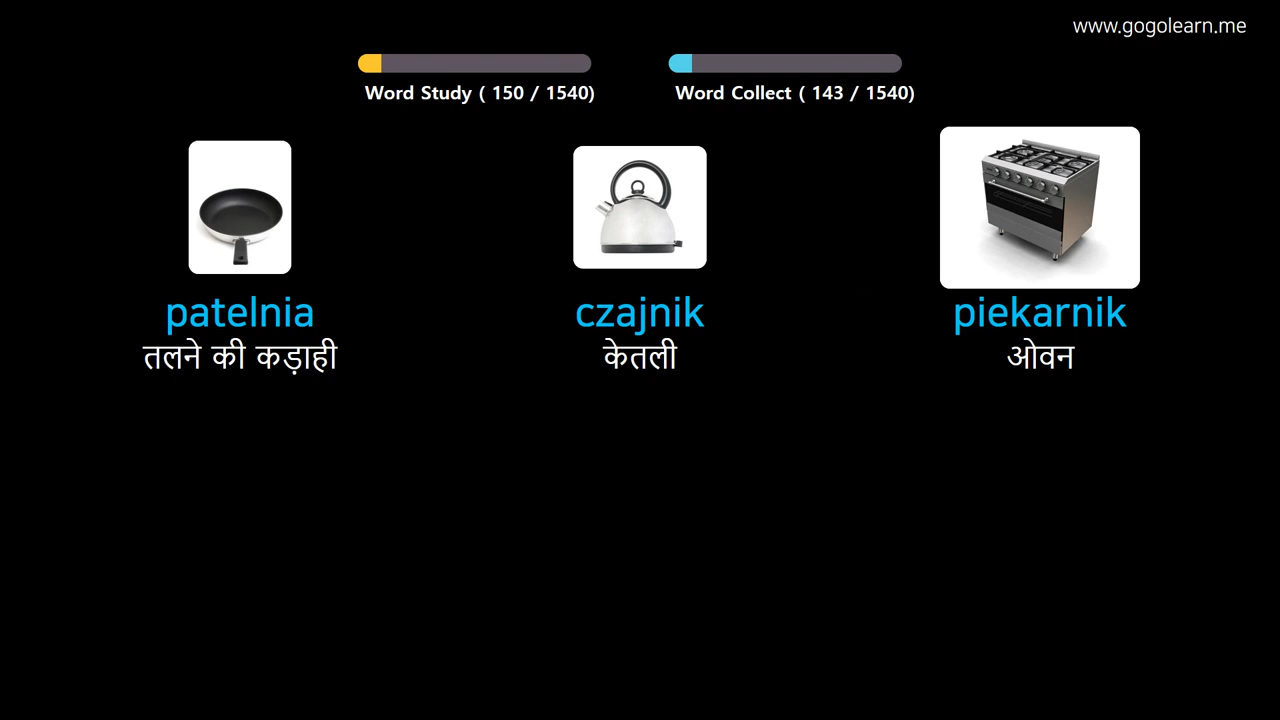 www.gogolearn.me
Word Study ( 150 / 1540)
Word Collect ( 143 / 1540)
patelnia
तलने की कड़ाही
czajnik
केतली
piekarnik
ओवन